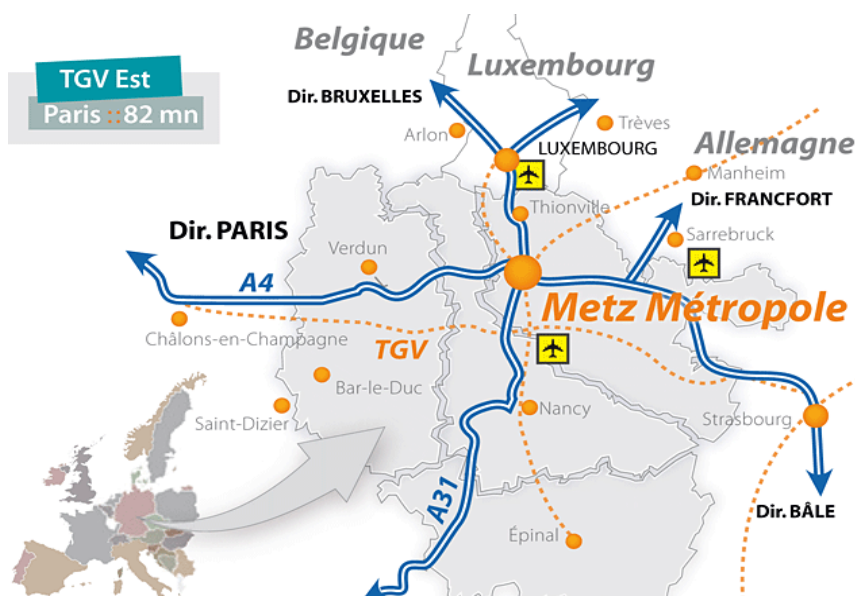 Belgique
Luxembourg
TGV Est
Paris :: 82 mn
Dir. BRUXELLES
Arlon
Trèves
LUXEMBOURG
Allemagne
Manheim
Dir. FRANCFORT
Thionville
Dir. PARIS
Verdun
Sarrebruck
A4
Metz Métropole
Châlons-en-Champagne
TGV
Bar-le-Duc
Saint-Dizier
Nancy
Strasbourg
A31
Dir. BÂLE
Épinal